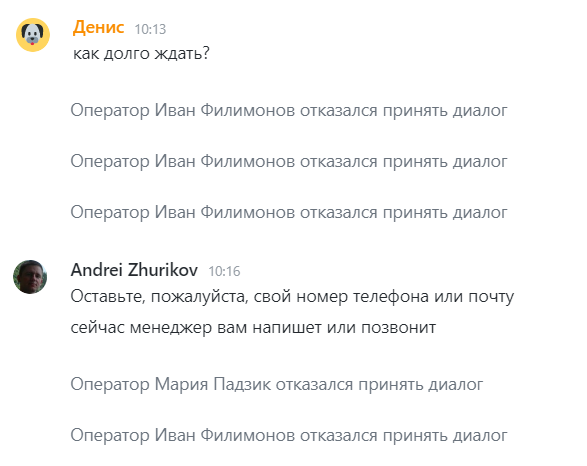 Денис 10:13
как долго ждать?
Оператор Иван Филимонов отказался принять диалог
Оператор Иван Филимонов отказался принять диалог
Оператор Иван Филимонов отказался принять диалог
Andrei Zhurikov 10:16
Оставьте, пожалуйста, свой номер телефона или почту
сейчас менеджер вам напишет или позвонит
Оператор Мария Падзик отказался принять диалог
Оператор Иван Филимонов отказался принять диалог